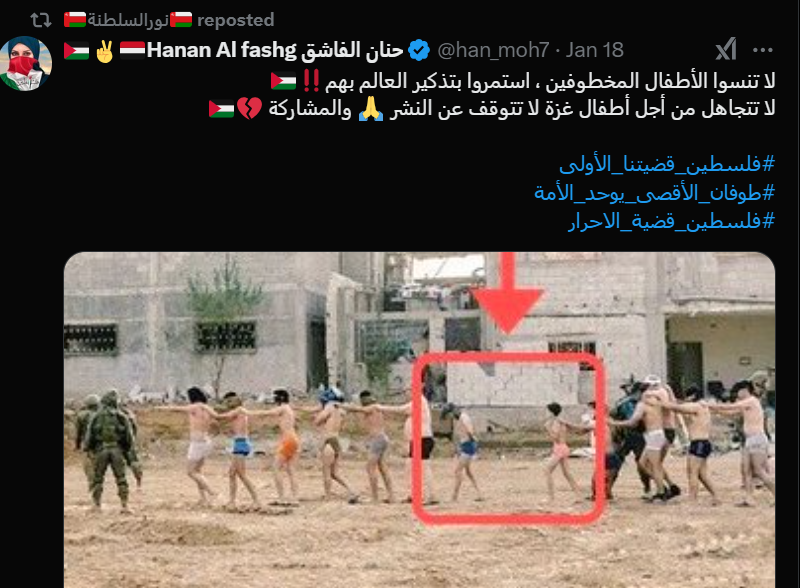 🇴🇲نورالسلطنة🇴🇲 reposted
Hanan Al fashg حنان الفاشق🇾🇪✌️🇵🇸 @han_moh7 · Jan 18
لا تنسوا الأطفال المخطوفين ، استمروا بتذكير العالم بهم ‼️🇵🇸
لا تتجاهل من أجل أطفال غزة لا تتوقف عن النشر 🙏 والمشاركة 💔🇵🇸
#فلسطين_قضيتنا_الأولى
#طوفان_الأقصى_يوحد_الأمة
#فلسطين_قضية_الاحرار